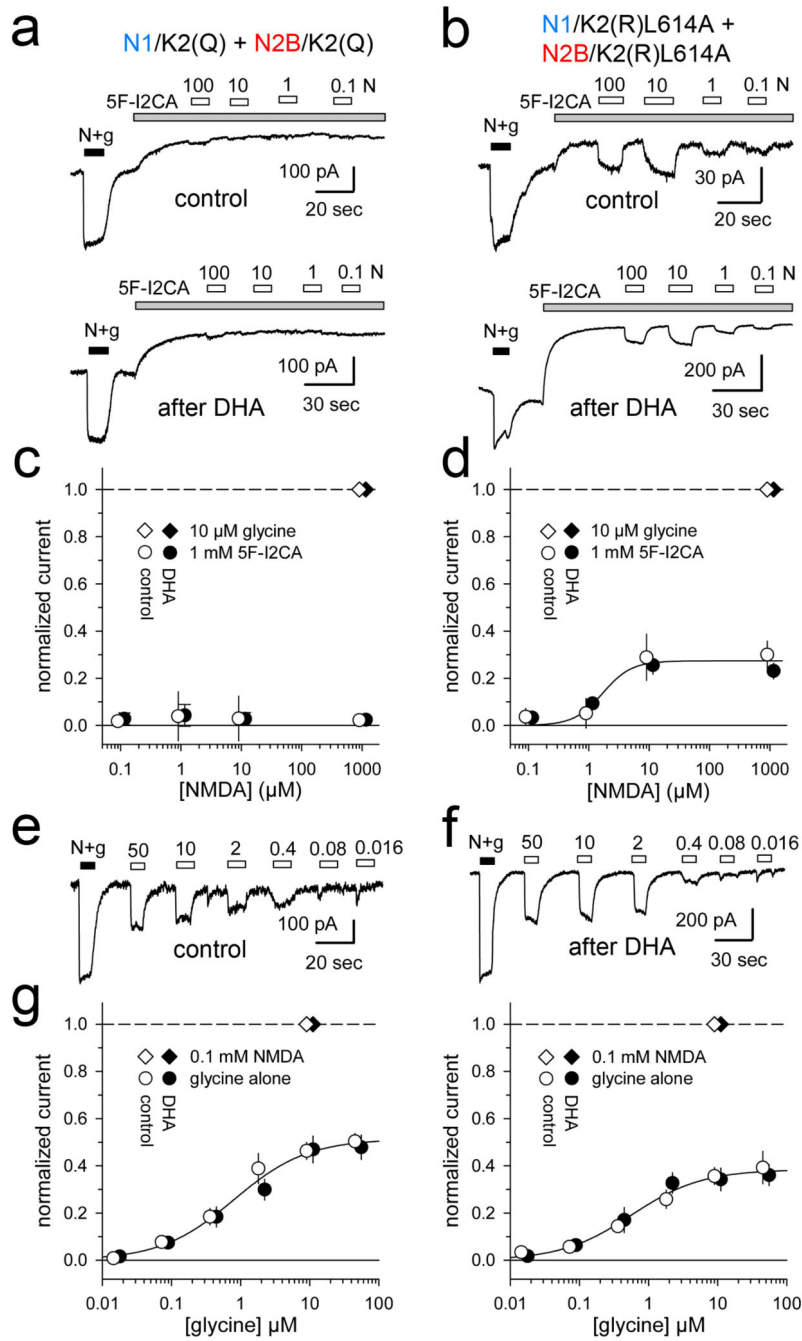 a
N1/K2(Q) + N2B/K2(Q)
100 10 1 0.1 N
5F-I2CA
N+g
100 pA
20 sec
control
100 10 1 0.1 N
5F-I2CA
N+g
100 pA
30 sec
after DHA
b
N1/K2(R)L614A +
N2B/K2(R)L614A
100 10 1 0.1 N
5F-I2CA
N+g
30 pA
20 sec
control
100 10 1 0.1 N
5F-I2CA
N+g
200 pA
30 sec
after DHA
c
1.0
0.8
0.6
0.4
0.2
0.0
normalized current
10 µM glycine
1 mM 5F-I2CA
DHA
control
0.1 1 10 100 1000
[NMDA] (µM)
d
1.0
0.8
0.6
0.4
0.2
0.0
normalized current
10 µM glycine
1 mM 5F-I2CA
DHA
control
0.1 1 10 100 1000
[NMDA] (µM)
e
N+g 50 10 2 0.4 0.08 0.016
100 pA
20 sec
control
f
N+g 50 10 2 0.4 0.08 0.016
200 pA
30 sec
after DHA
g
1.0
0.8
0.6
0.4
0.2
0.0
normalized current
0.1 mM NMDA
glycine alone
DHA
control
0.01 0.1 1 10 100
[glycine] µM
1.0
0.8
0.6
0.4
0.2
0.0
normalized current
0.1 mM NMDA
glycine alone
DHA
control
0.01 0.1 1 10 100
[glycine] µM